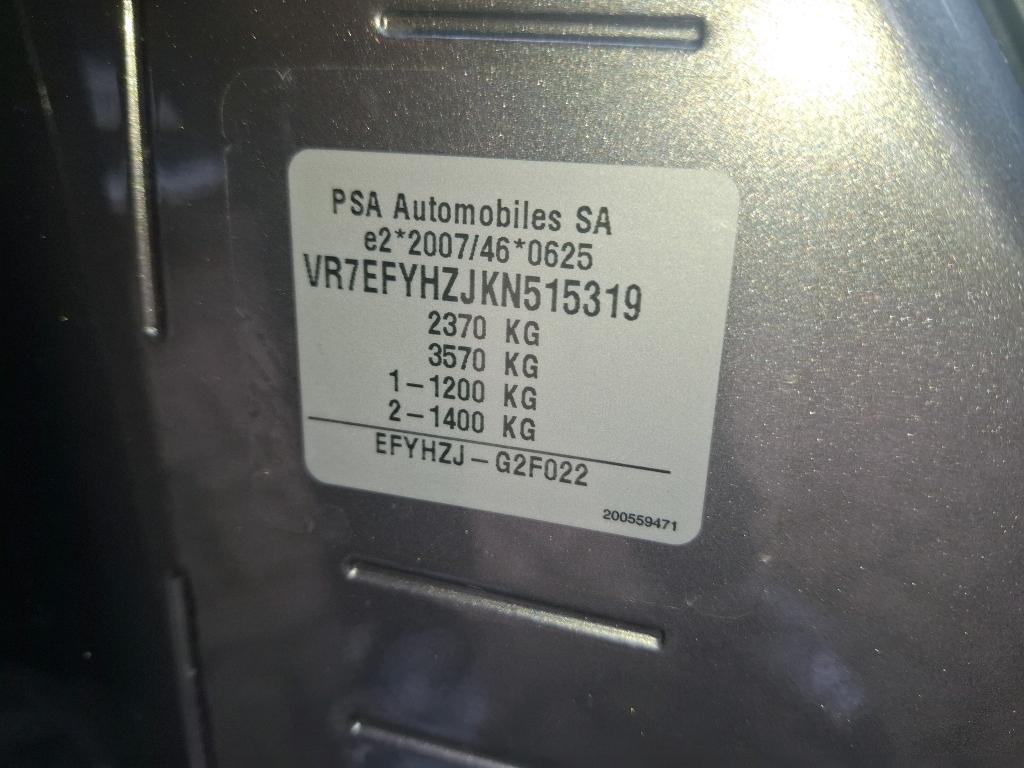 PSA Automobiles SA
e2*2007/46*0625
VR7EFYHZJKN515319
2370 KG
3570 KG
1-1200 KG
2-1400 KG
EFYHZJ-G2F022
200559471